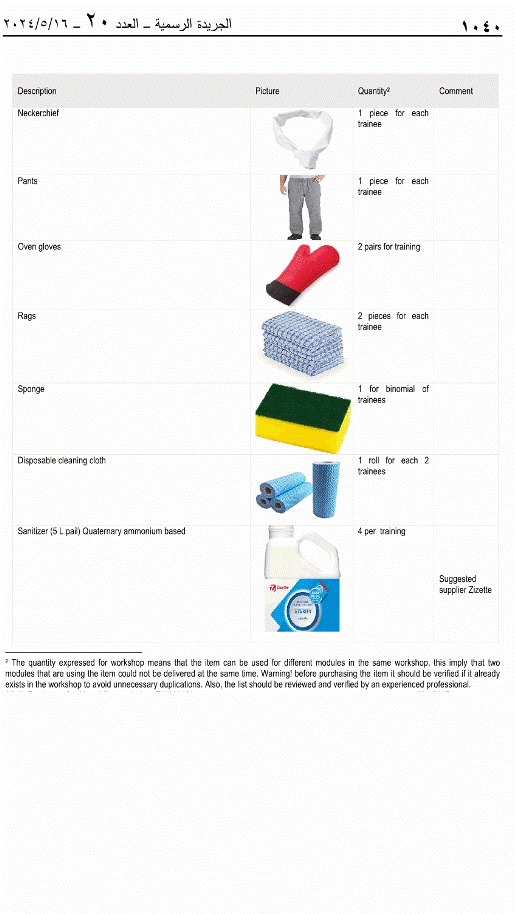 ١٠٤٠ الجريدة الرسمية – العدد ٢٠ – ٢٠٢٤/٥/١٦
Description Picture Quantity² Comment
Neckerchief 1 piece for each
trainee
Pants 1 piece for each
trainee
Oven gloves 2 pairs for training
Rags 2 pieces for each
trainee
Sponge 1 for binomial of
trainees
Disposable cleaning cloth 1 roll for each 2
trainees
Sanitizer (5 L pail) Quaternary ammonium based 4 per training
Suggested
supplier Zizette
² The quantity expressed for workshop means that the item can be used for different modules in the same workshop, this imply that two
modules that are using the item could not be delivered at the same time. Warning! before purchasing the item it should be verified if it already
exists in the workshop to avoid unnecessary duplications. Also, the list should be reviewed and verified by an experienced professional.